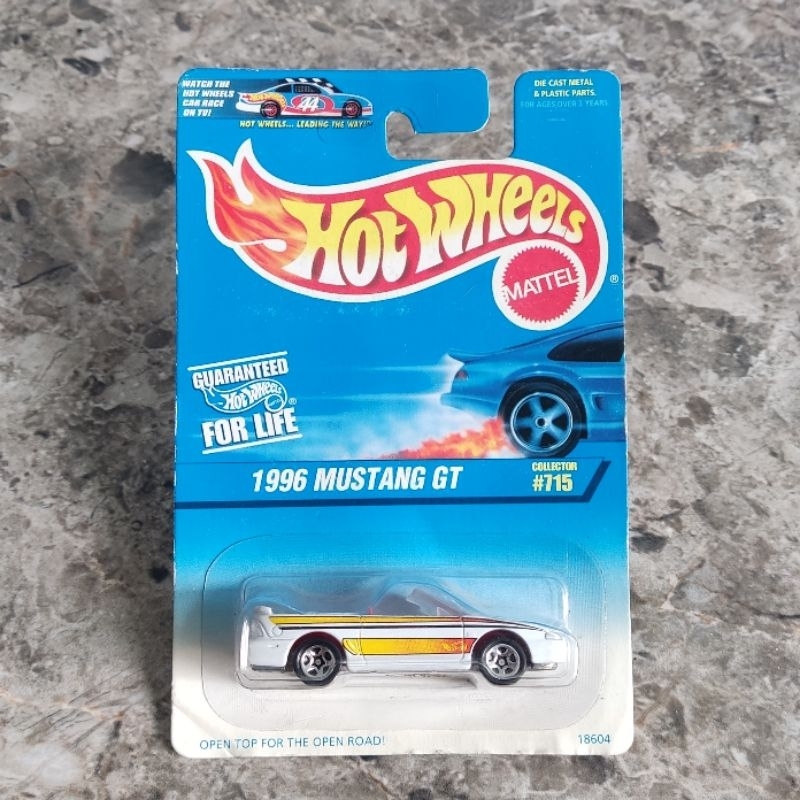 WATCH THE
HOT WHEELS
CAR RACE
ON TV!
44
HOT WHEELS... LEADING THE WAY!
DIE CAST METAL
& PLASTIC PARTS.
FOR AGES OVER 3 YEARS
HOT WHEELS
MATTEL
®
GUARANTEED
HOT WHEELS
®
FOR LIFE
1996 MUSTANG GT
COLLECTOR
#715
OPEN TOP FOR THE OPEN ROAD!
18604